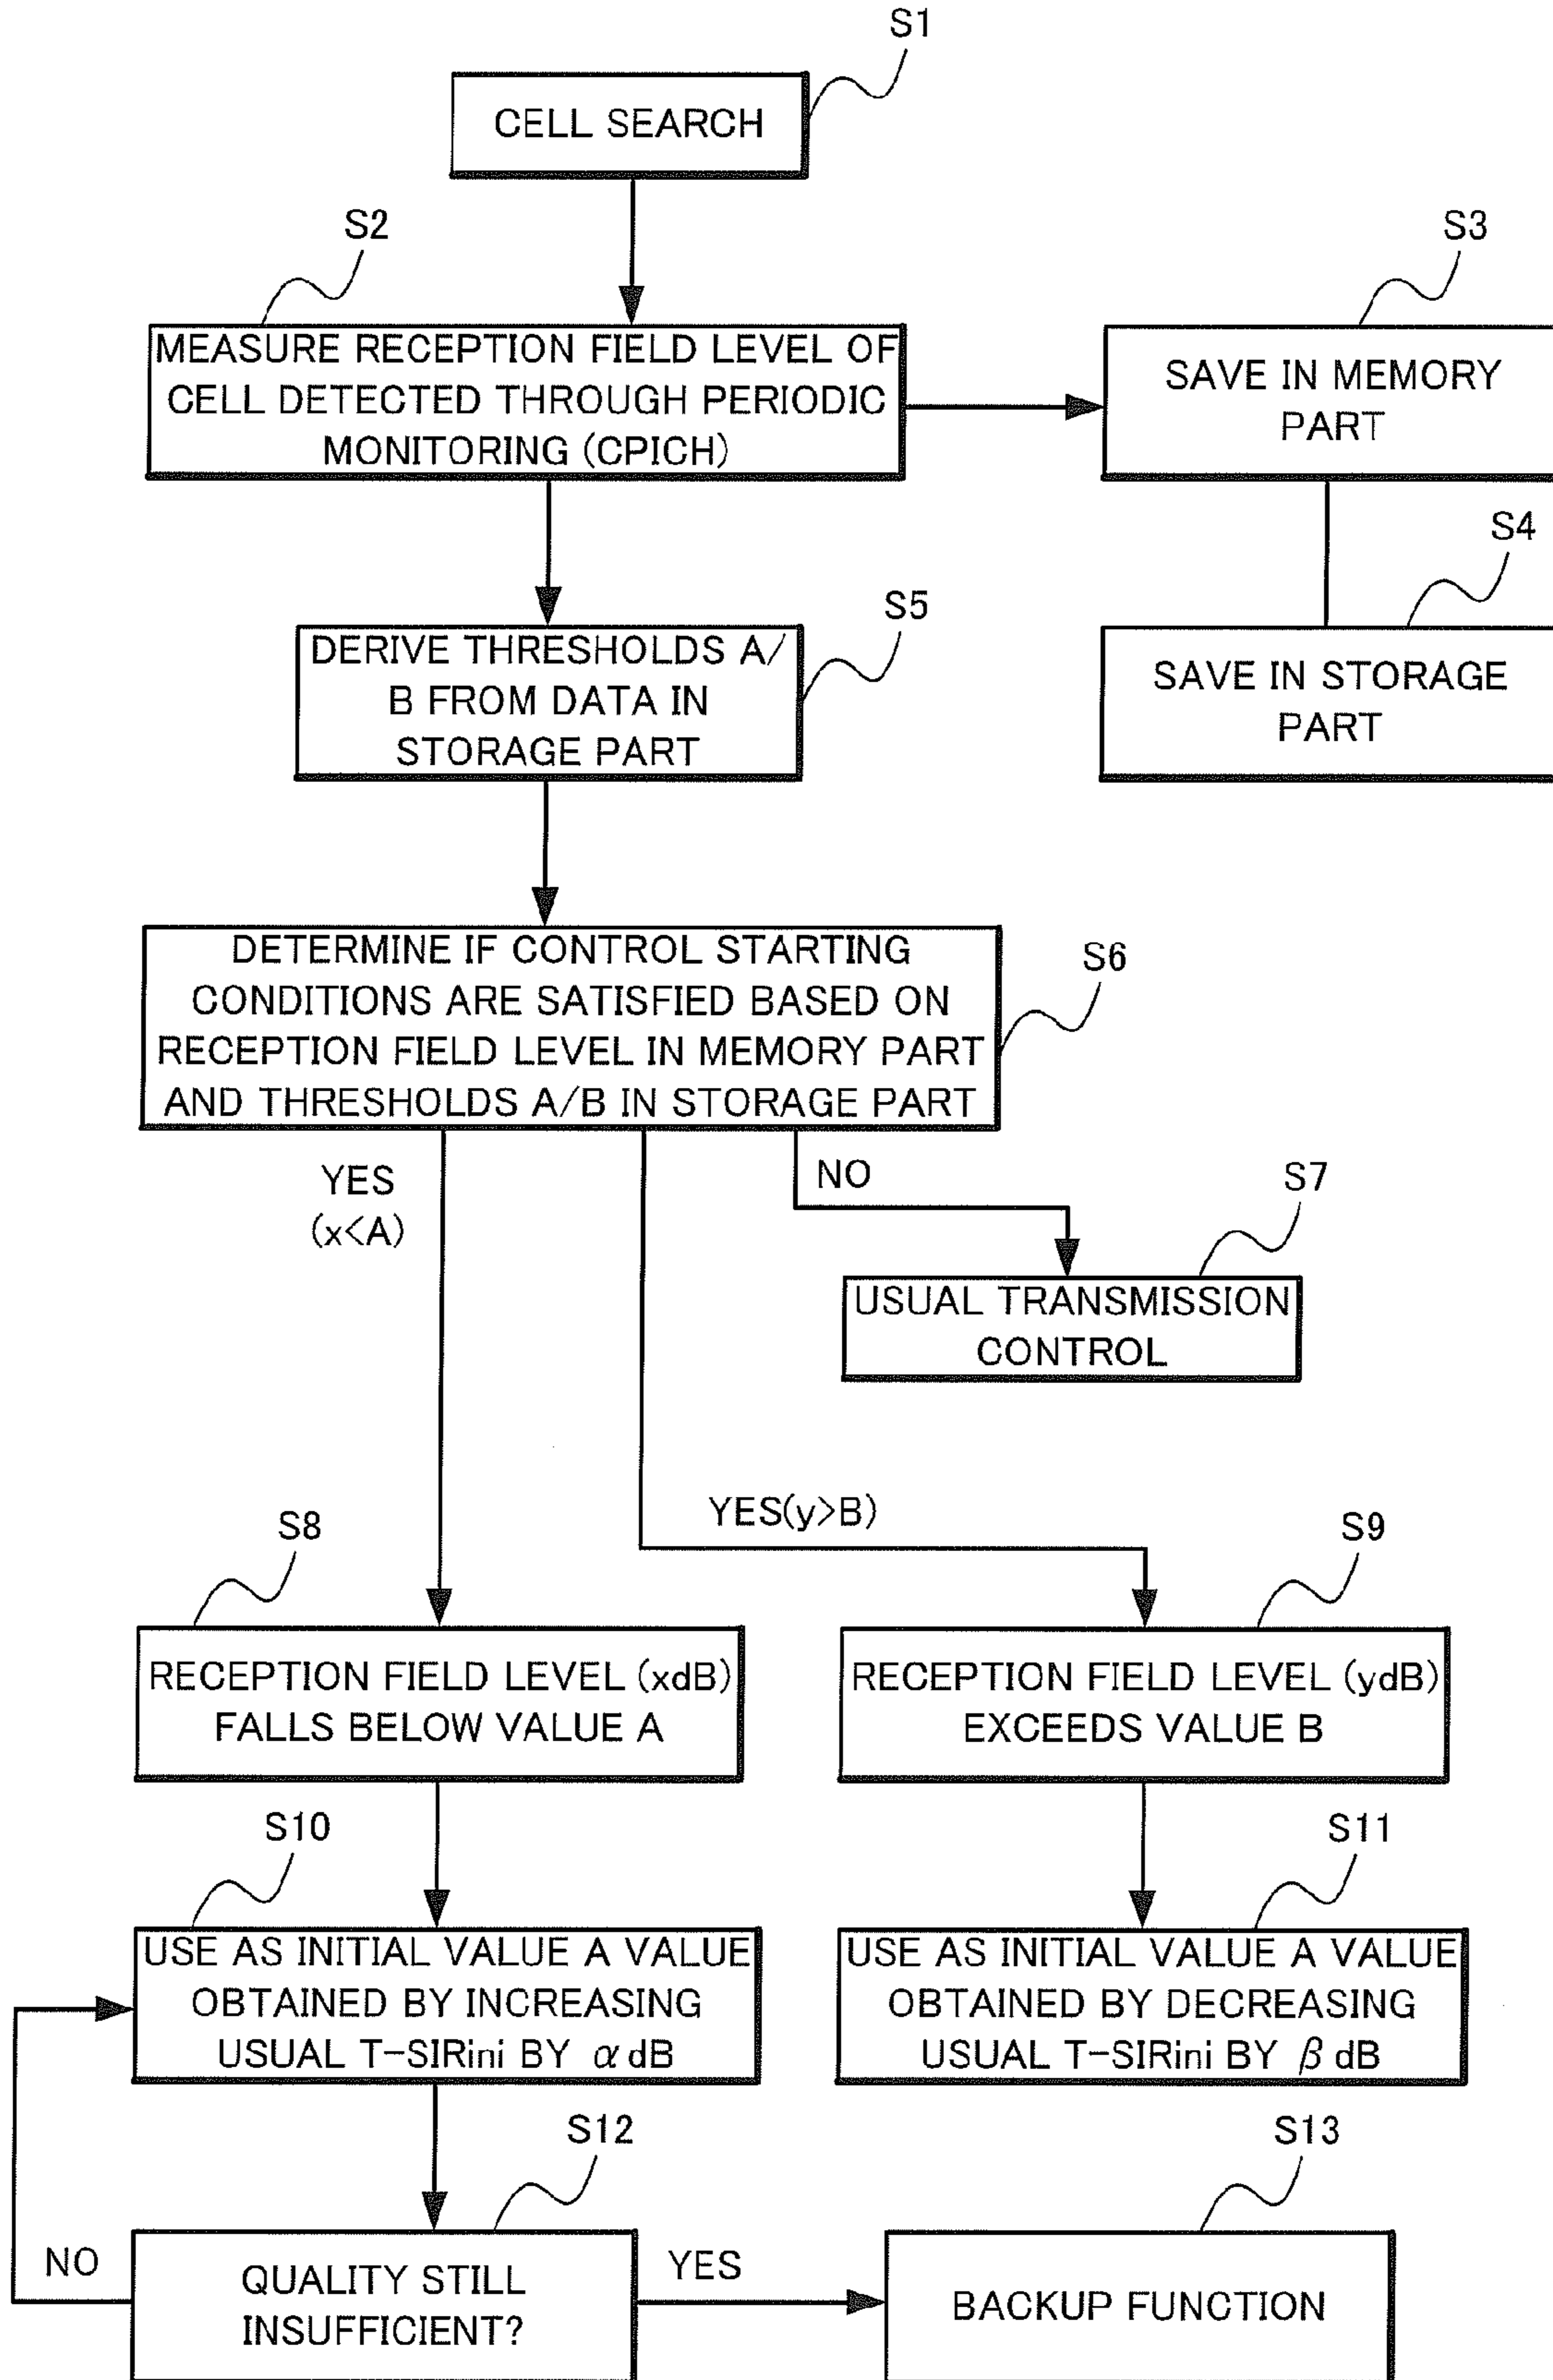 S1
CELL SEARCH
S2
MEASURE RECEPTION FIELD LEVEL OF
CELL DETECTED THROUGH PERIODIC
MONITORING (CPICH)
S3
SAVE IN MEMORY
PART
S4
SAVE IN STORAGE
PART
S5
DERIVE THRESHOLDS A/
B FROM DATA IN
STORAGE PART
S6
DETERMINE IF CONTROL STARTING
CONDITIONS ARE SATISFIED BASED ON
RECEPTION FIELD LEVEL IN MEMORY PART
AND THRESHOLDS A/B IN STORAGE PART
YES
(x<A)
NO
S7
USUAL TRANSMISSION
CONTROL
YES(y>B)
S8
RECEPTION FIELD LEVEL (xdB)
FALLS BELOW VALUE A
S9
RECEPTION FIELD LEVEL (ydB)
EXCEEDS VALUE B
S10
USE AS INITIAL VALUE A VALUE
OBTAINED BY INCREASING
USUAL T-SIRini BY α dB
S11
USE AS INITIAL VALUE A VALUE
OBTAINED BY DECREASING
USUAL T-SIRini BY β dB
S12
QUALITY STILL
INSUFFICIENT?
NO
YES
S13
BACKUP FUNCTION